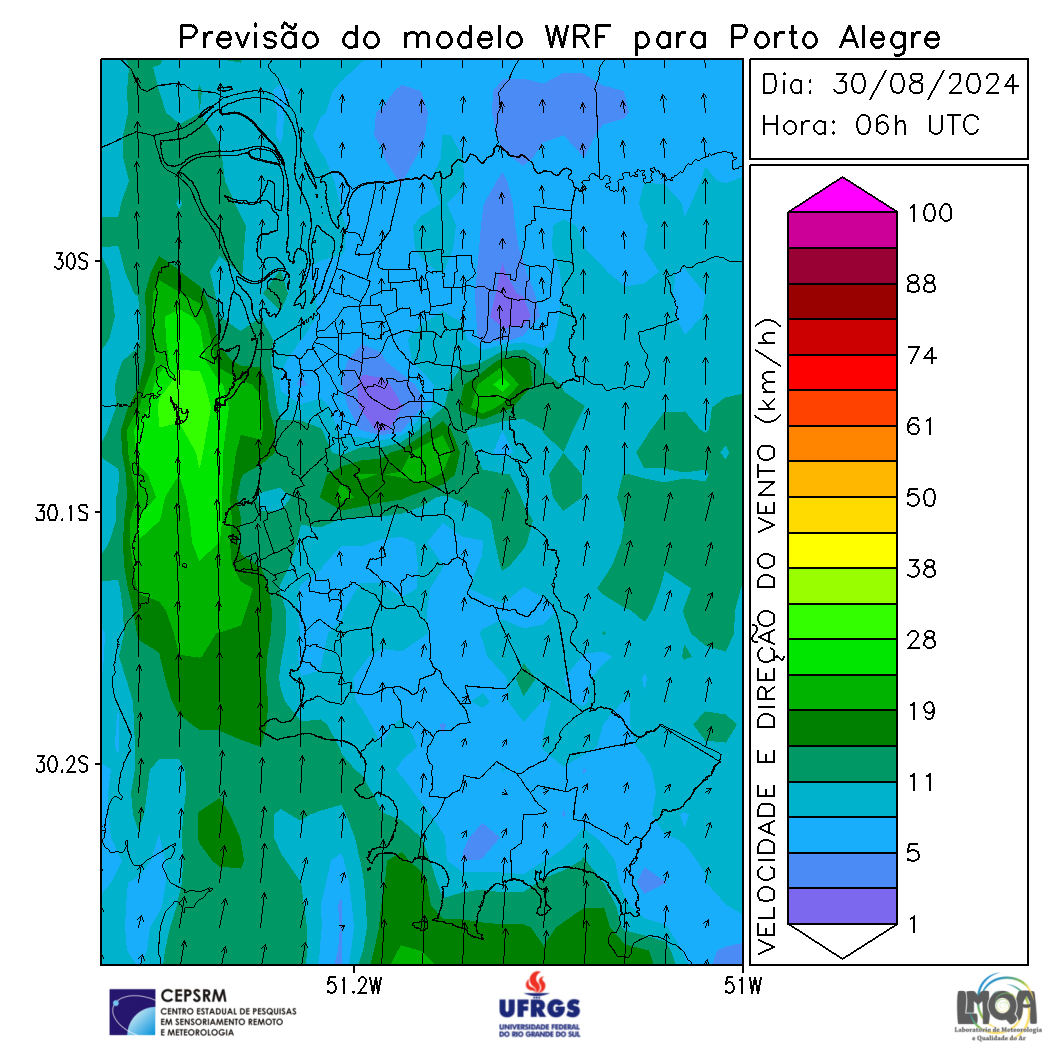 Previsão do modelo WRF para Porto Alegre
Dia: 30/08/2024
Hora: 06h UTC
30S
30.1S
30.2S
51.2W
51W
VELOCIDADE E DIREÇÃO DO VENTO (km/h)
100
88
74
61
50
38
28
19
11
5
1
CEPSRM
CENTRO ESTADUAL DE PESQUISAS
EM SENSORIAMENTO REMOTO
E METEOROLOGIA
UFRGS
UNIVERSIDADE FEDERAL
DO RIO GRANDE DO SUL
LMQA
Laboratório de Meteorologia
e Qualidade do Ar